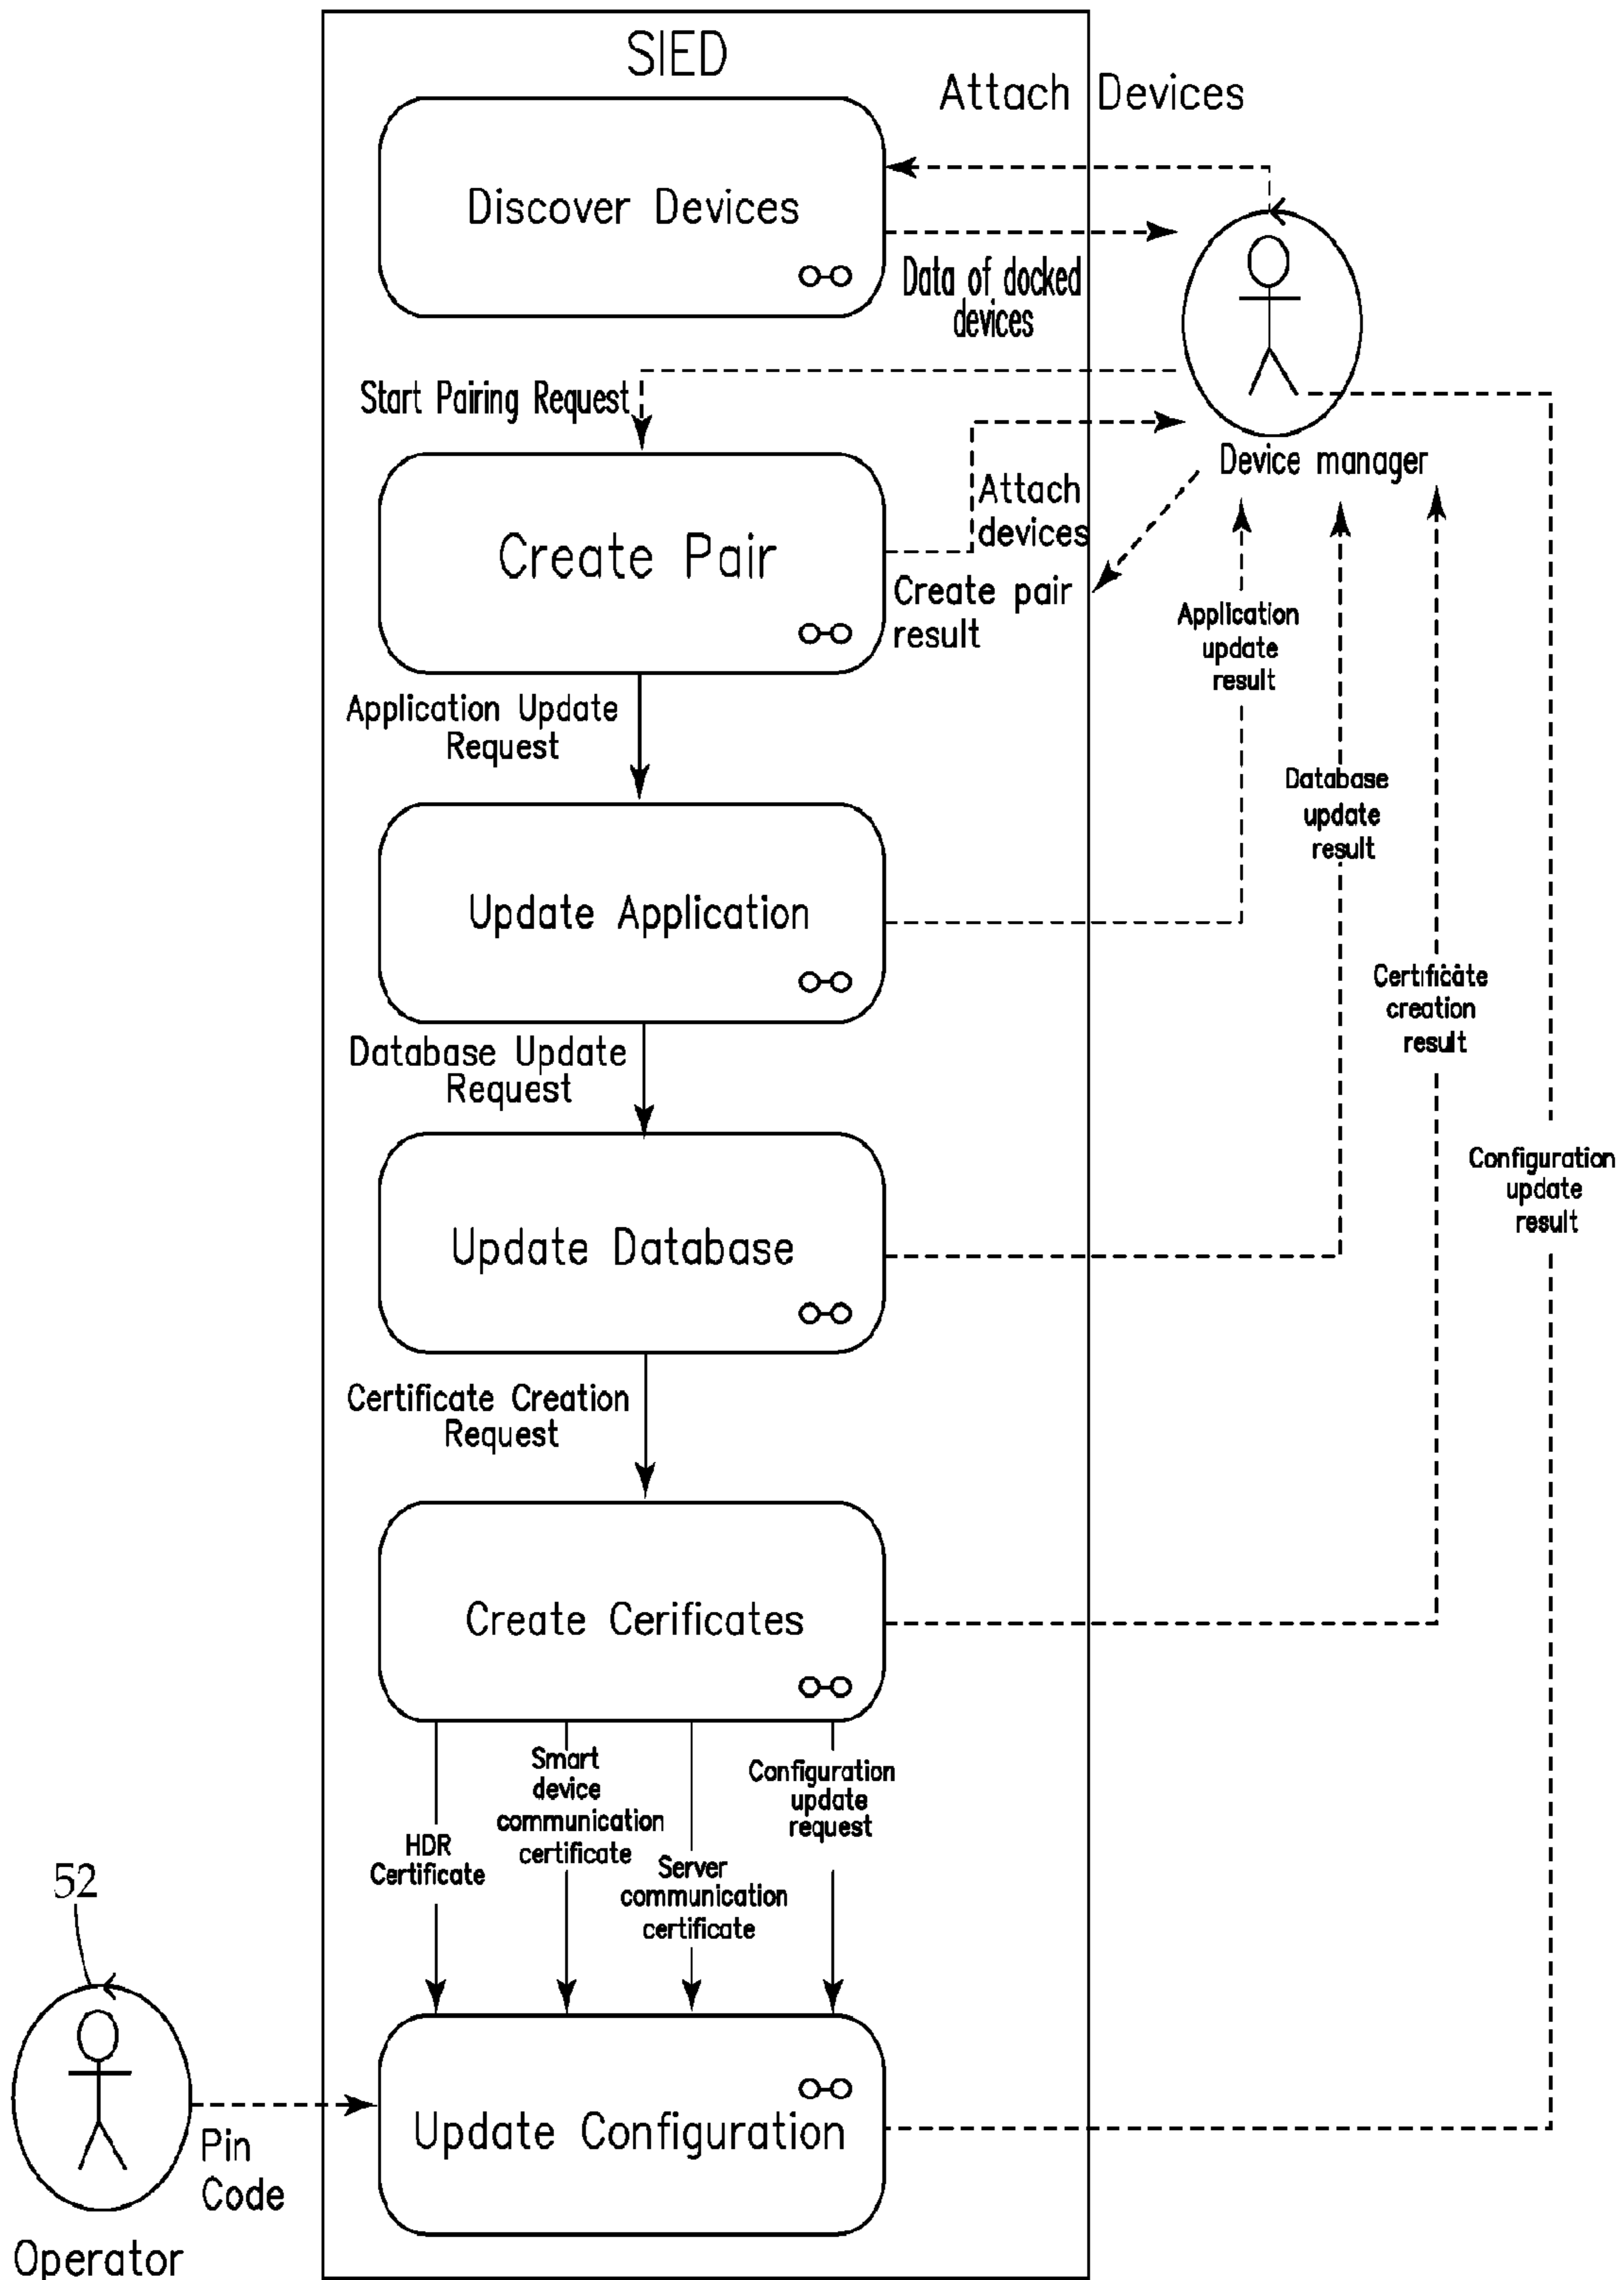 SIED
Attach Devices
Discover Devices
Data of docked
devices
Start Pairing Request
Device manager
Attach
devices
Create Pair
Create pair
result
Application
update
result
Application Update
Request
Database
update
result
Update Application
Certificate
creation
result
Database Update
Request
Configuration
update
result
Update Database
Certificate Creation
Request
Create Cerificates
Smart
device
communication
certificate
Configuration
update
request
HDR
Certificate
Server
communication
certificate
52
Update Configuration
Pin
Code
Operator